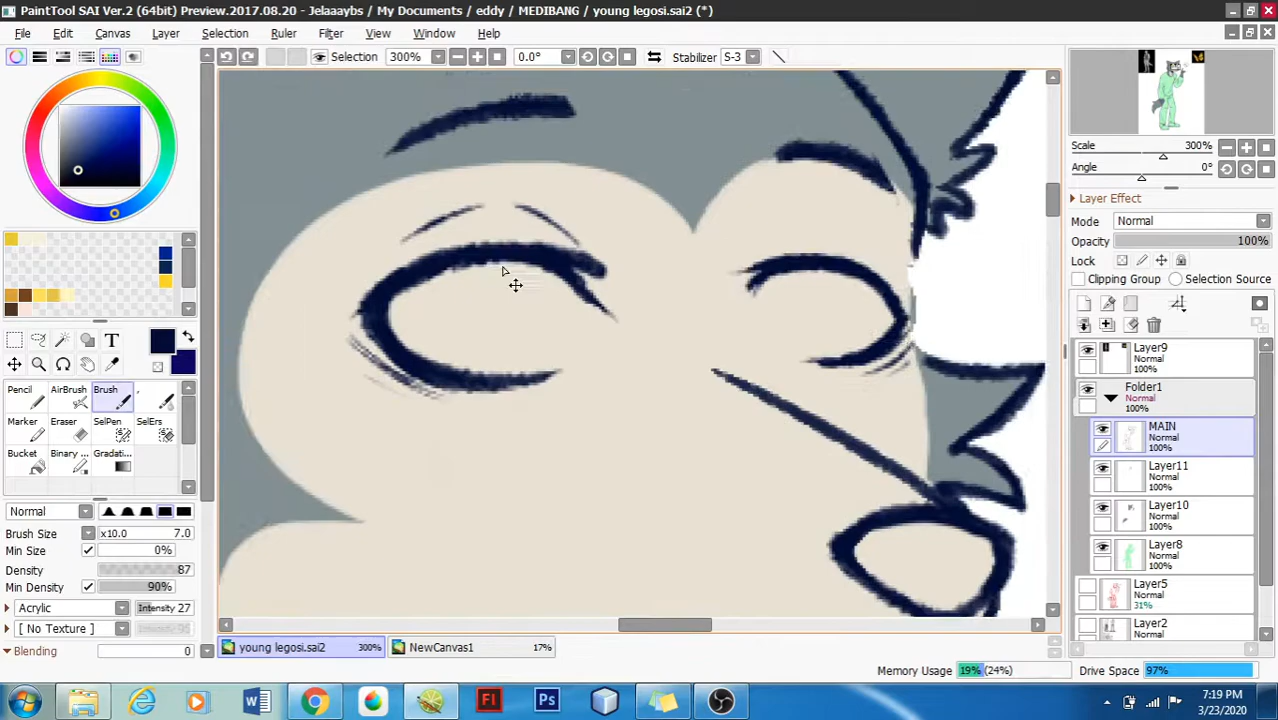 PaintTool SAI Ver.2 (64bit) Preview.2017.08.20 - Jelaaaybs / My Documents / eddy / MEDIBANG / young legosi.sai2 (*)
File Edit Canvas Layer Selection Ruler Filter View Window Help
Selection 300% 0.0° Stabilizer S-3
Scale 300%
Angle 0°
Layer Effect
Mode Normal
Opacity 100%
Lock
Clipping Group Selection Source
T
Pencil AirBrush Brush ,
Marker Eraser SelPen SelErs
Bucket Binary... Gradati...
Normal
Brush Size x10.0 7.0
Min Size 0%
Density 87
Min Density 90%
Acrylic Intensity 27
[ No Texture ]
Blending 0
Layer9
Normal
100%
Folder1
Normal
100%
MAIN
Normal
100%
Layer11
Normal
100%
Layer10
Normal
100%
Layer8
Normal
100%
Layer5
Normal
31%
Layer2
Normal
young legosi.sai2 300% NewCanvas1 17%
Memory Usage 19% (24%) Drive Space 97%
W Fl Ps
7:19 PM
3/23/2020